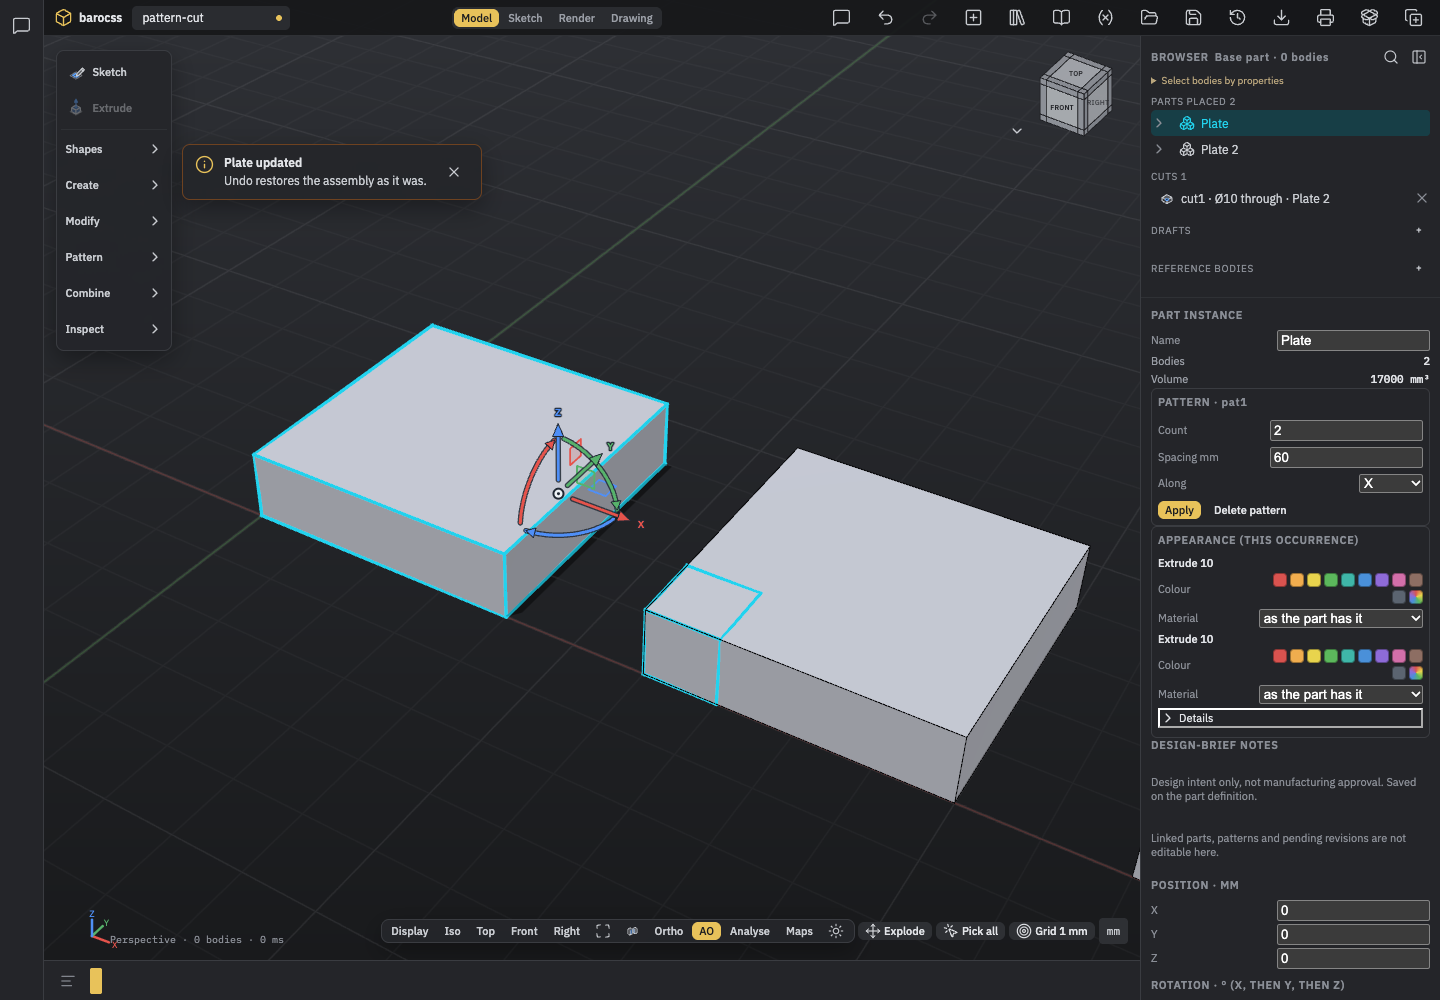 barocss
pattern-cut
Model
Sketch
Render
Drawing
Sketch
Extrude
Shapes
Create
Modify
Pattern
Combine
Inspect
Plate updated
Undo restores the assembly as it was.
TOP
FRONT
RIGHT
Z
Y
X
Z
Y
X
Perspective · 0 bodies · 0 ms
Display
Iso
Top
Front
Right
Ortho
AO
Analyse
Maps
Explode
Pick all
Grid 1 mm
mm
BROWSER Base part · 0 bodies
Select bodies by properties
PARTS PLACED 2
Plate
Plate 2
CUTS 1
cut1 · Ø10 through · Plate 2
DRAFTS +
REFERENCE BODIES +
PART INSTANCE
Name Plate
Bodies 2
Volume 17000 mm³
PATTERN · pat1
Count 2
Spacing mm 60
Along X
Apply Delete pattern
APPEARANCE (THIS OCCURRENCE)
Extrude 10
Colour
Material as the part has it
Extrude 10
Colour
Material as the part has it
Details
DESIGN-BRIEF NOTES
Design intent only, not manufacturing approval. Saved
on the part definition.
Linked parts, patterns and pending revisions are not
editable here.
POSITION · MM
X 0
Y 0
Z 0
ROTATION · ° (X, THEN Y, THEN Z)